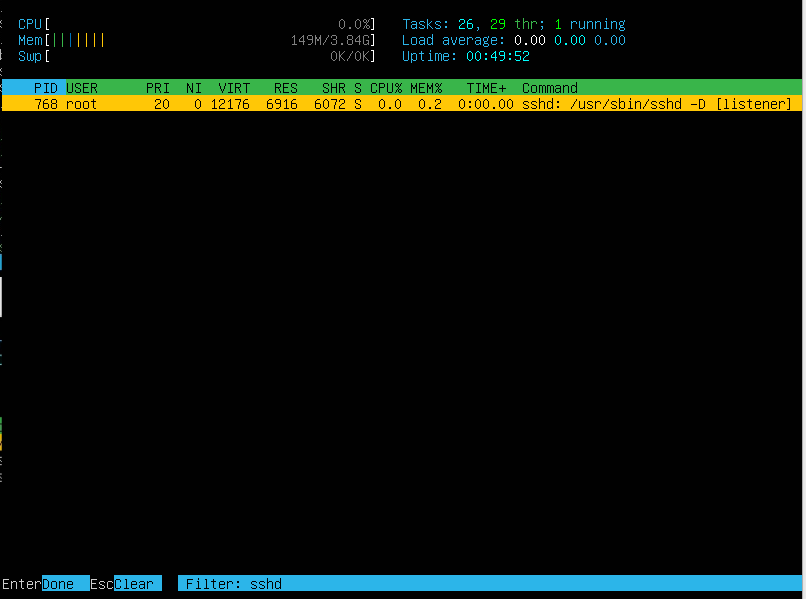 CPU[ 0.0%] Tasks: 26, 29 thr; 1 running
Mem[||||||| 149M/3.84G] Load average: 0.00 0.00 0.00
Swp[ 0K/0K] Uptime: 00:49:52
PID USER PRI NI VIRT RES SHR S CPU% MEM% TIME+ Command
768 root 20 0 12176 6916 6072 S 0.0 0.2 0:00.00 sshd: /usr/sbin/sshd -D [listener]
EnterDone EscClear Filter: sshd